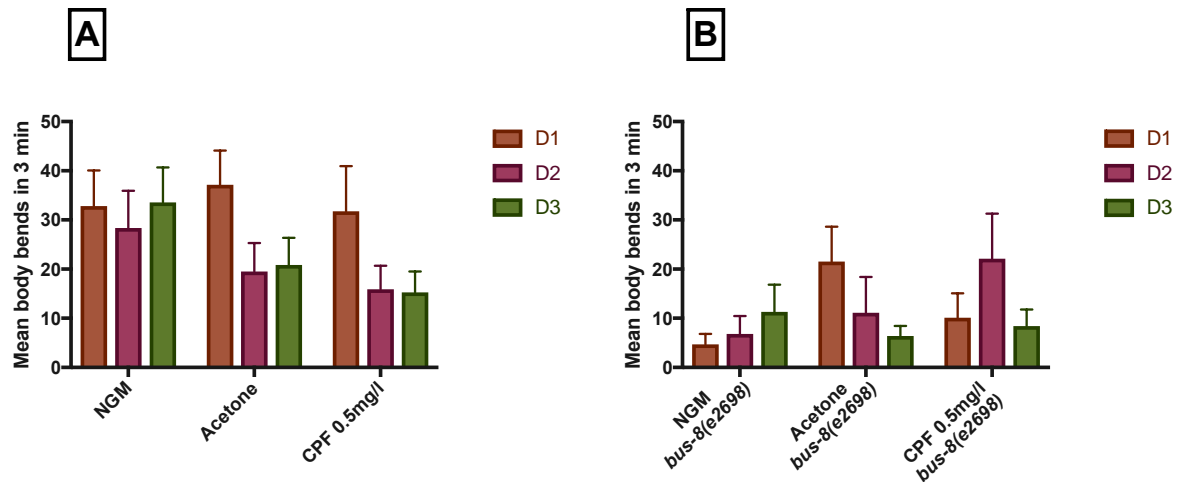 A
Mean body bends in 3 min
50
40
30
20
10
0
NGM
Acetone
CPF 0.5mg/l
D1
D2
D3
B
Mean body bends in 3 min
50
40
30
20
10
0
NGM
bus-8(e2698)
Acetone
bus-8(e2698)
CPF 0.5mg/l
bus-8(e2698)
D1
D2
D3